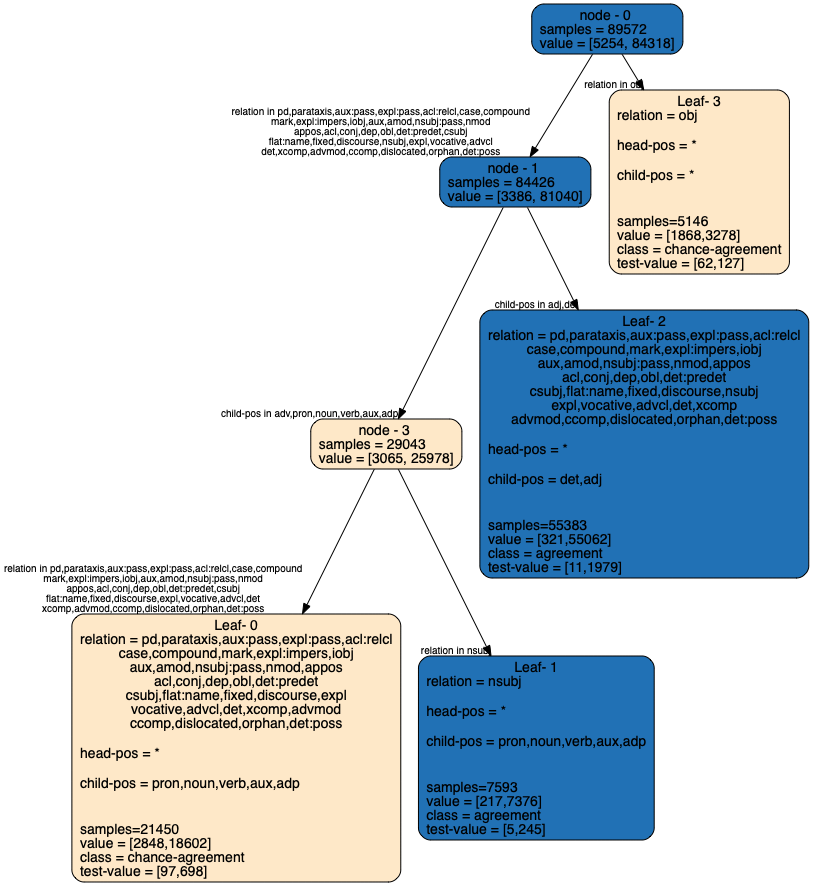 node - 0
samples = 89572
value = [5254, 84318]
relation in obj
Leaf- 3
relation = obj
head-pos = *
child-pos = *
samples=5146
value = [1868,3278]
class = chance-agreement
test-value = [62,127]
relation in pd,parataxis,aux:pass,expl:pass,acl:relcl,case,compound
mark,expl:impers,iobj,aux,amod,nsubj:pass,nmod
appos,acl,conj,dep,obl,det:predet,csubj
flat:name,fixed,discourse,nsubj,expl,vocative,advcl
det,xcomp,advmod,ccomp,dislocated,orphan,det:poss
node - 1
samples = 84426
value = [3386, 81040]
child-pos in adj,det
Leaf- 2
relation = pd,parataxis,aux:pass,expl:pass,acl:relcl
case,compound,mark,expl:impers,iobj
aux,amod,nsubj:pass,nmod,appos
acl,conj,dep,obl,det:predet
csubj,flat:name,fixed,discourse,nsubj
expl,vocative,advcl,det,xcomp
advmod,ccomp,dislocated,orphan,det:poss
head-pos = *
child-pos = det,adj
samples=55383
value = [321,55062]
class = agreement
test-value = [11,1979]
child-pos in adv,pron,noun,verb,aux,adp
node - 3
samples = 29043
value = [3065, 25978]
relation in pd,parataxis,aux:pass,expl:pass,acl:relcl,case,compound
mark,expl:impers,iobj,aux,amod,nsubj:pass,nmod
appos,acl,conj,dep,obl,det:predet,csubj
flat:name,fixed,discourse,expl,vocative,advcl,det
xcomp,advmod,ccomp,dislocated,orphan,det:poss
Leaf- 0
relation = pd,parataxis,aux:pass,expl:pass,acl:relcl
case,compound,mark,expl:impers,iobj
aux,amod,nsubj:pass,nmod,appos
acl,conj,dep,obl,det:predet
csubj,flat:name,fixed,discourse,expl
vocative,advcl,det,xcomp,advmod
ccomp,dislocated,orphan,det:poss
head-pos = *
child-pos = pron,noun,verb,aux,adp
samples=21450
value = [2848,18602]
class = chance-agreement
test-value = [97,698]
relation in nsubj
Leaf- 1
relation = nsubj
head-pos = *
child-pos = pron,noun,verb,aux,adp
samples=7593
value = [217,7376]
class = agreement
test-value = [5,245]